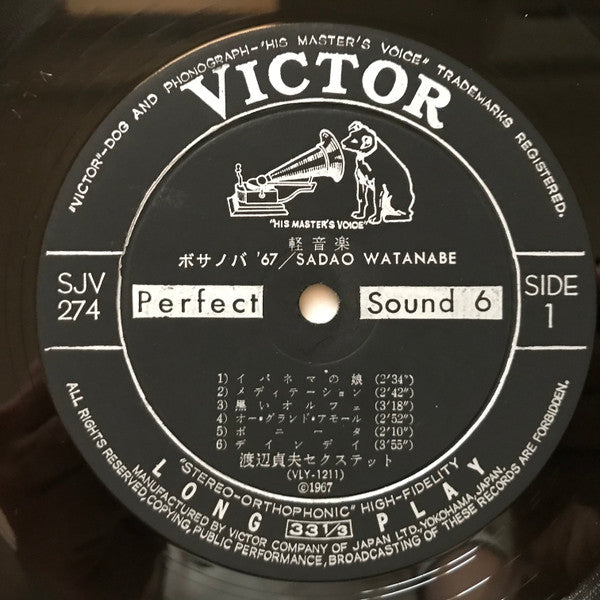 "VICTOR"-DOG AND PHONOGRAPH-"HIS MASTER'S VOICE" TRADEMARKS REGISTERED.
VICTOR
"HIS MASTER'S VOICE"
軽音楽
ボサノバ '67/SADAO WATANABE
SJV
274
Perfect
Sound 6
SIDE
1
1) イパネマの娘 (2'34")
2) メディテーション (2'42")
3) 黒いオルフェ (3'18")
4) オー・グランド・アモール (2'52")
5) ボニータ (2'10")
6) デインデイ (3'55")
渡辺貞夫セクステット
(VLY-1211)
©1967
"STEREO-ORTHOPHONIC" HIGH-FIDELITY
LONG 33 1/3 PLAY
MANUFACTURED BY VICTOR COMPANY OF JAPAN LTD. YOKOHAMA, JAPAN.
ALL RIGHTS RESERVED, COPYING, PUBLIC PERFORMANCE, BROADCASTING OF THESE RECORDS ARE FORBIDDEN.